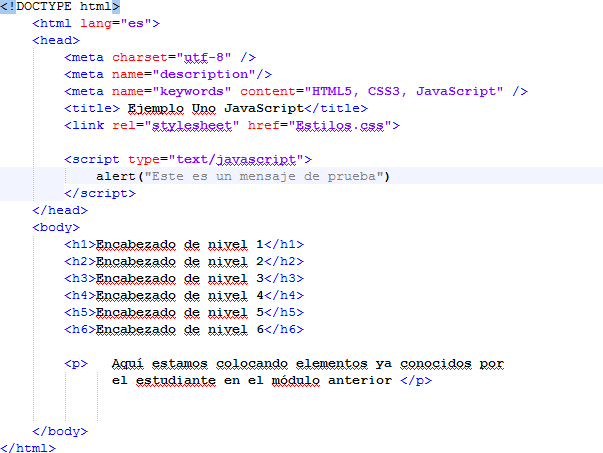 <!DOCTYPE html>
<html lang="es">
<head>
<meta charset="utf-8" />
<meta name="description"/>
<meta name="keywords" content="HTML5, CSS3, JavaScript" />
<title> Ejemplo Uno JavaScript</title>
<link rel="stylesheet" href="Estilos.css">
<script type="text/javascript">
alert("Este es un mensaje de prueba")
</script>
</head>
<body>
<h1>Encabezado de nivel 1</h1>
<h2>Encabezado de nivel 2</h2>
<h3>Encabezado de nivel 3</h3>
<h4>Encabezado de nivel 4</h4>
<h5>Encabezado de nivel 5</h5>
<h6>Encabezado de nivel 6</h6>
<p>   Aquí estamos colocando elementos ya conocidos por
el estudiante en el módulo anterior </p>
</body>
</html>